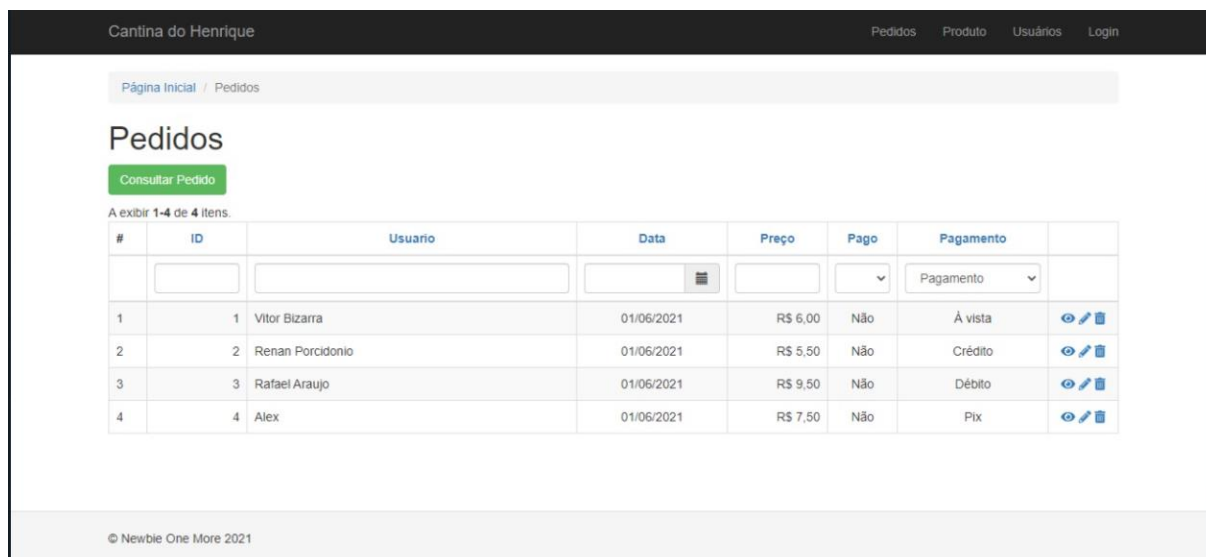 Cantina do Henrique Pedidos Produto Usuários Login
Página Inicial / Pedidos
Pedidos
Consultar Pedido
A exibir 1-4 de 4 itens.
# ID Usuario Data Preço Pago Pagamento
Pagamento
1 1 Vitor Bizarra 01/06/2021 R$ 6,00 Não À vista
2 2 Renan Porcidonio 01/06/2021 R$ 5,50 Não Crédito
3 3 Rafael Araujo 01/06/2021 R$ 9,50 Não Débito
4 4 Alex 01/06/2021 R$ 7,50 Não Pix
© Newbie One More 2021